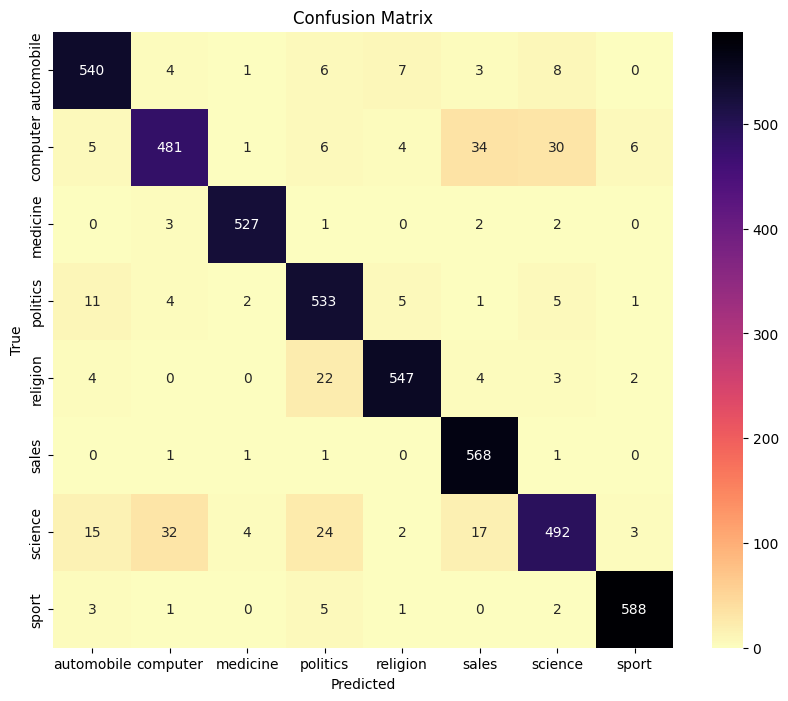 Confusion Matrix
True
automobile 540 4 1 6 7 3 8 0
computer 5 481 1 6 4 34 30 6
medicine 0 3 527 1 0 2 2 0
politics 11 4 2 533 5 1 5 1
religion 4 0 0 22 547 4 3 2
sales 0 1 1 1 0 568 1 0
science 15 32 4 24 2 17 492 3
sport 3 1 0 5 1 0 2 588
automobile computer medicine politics religion sales science sport
Predicted
500
400
300
200
100
0